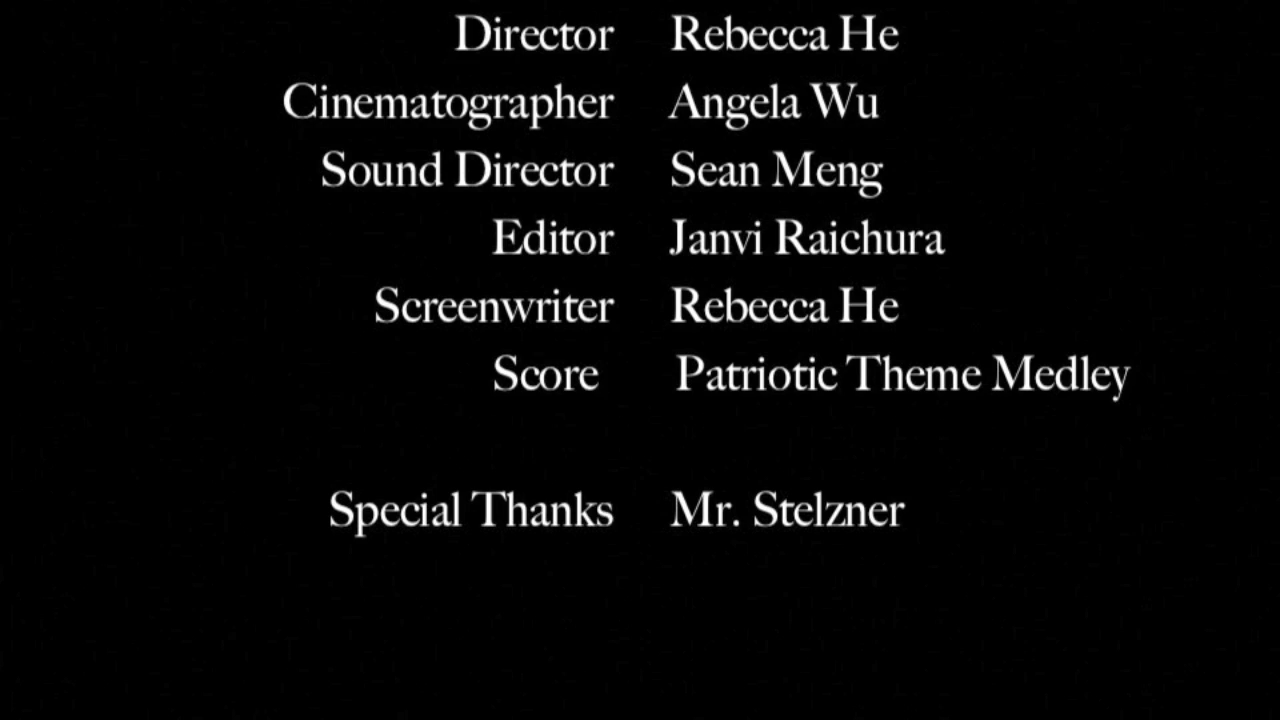 Director Rebecca He
Cinematographer Angela Wu
Sound Director Sean Meng
Editor Janvi Raichura
Screenwriter Rebecca He
Score Patriotic Theme Medley
Special Thanks Mr. Stelzner